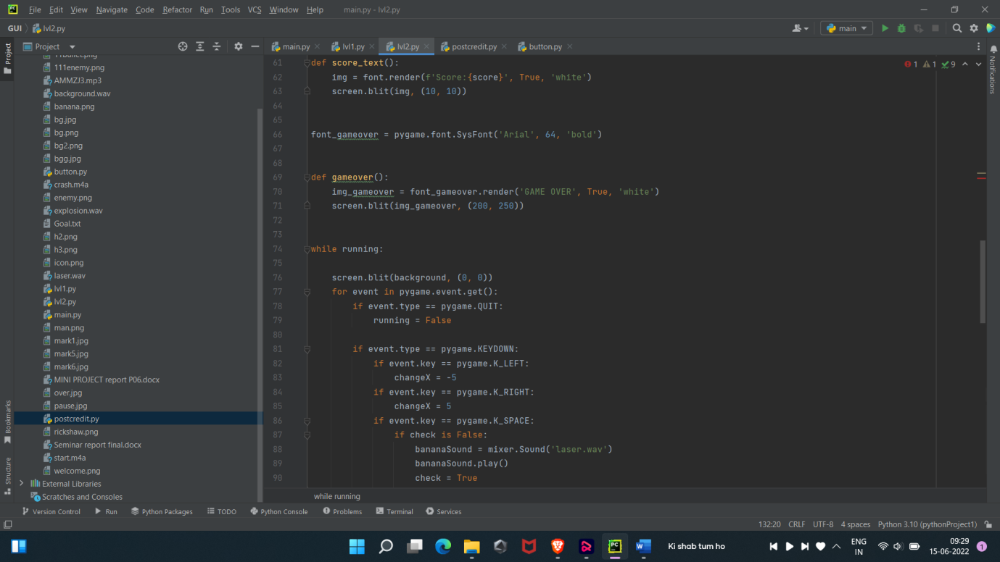 File Edit View Navigate Code Refactor Run Tools VCS Window Help main.py - lvl2.py
GUI lvl2.py main
Project
Project
main.py lvl1.py lvl2.py postcredit.py button.py
Notifications
111enemy.png
AMMZJ3.mp3
background.wav
banana.png
bg.jpg
bg.png
bg2.png
bgg.jpg
button.py
crash.m4a
enemy.png
explosion.wav
Goal.txt
h2.png
h3.png
icon.png
laser.wav
lvl1.py
lvl2.py
main.py
man.png
mark1.jpg
mark5.jpg
mark6.jpg
MINI PROJECT report P06.docx
over.jpg
pause.jpg
postcredit.py
rickshaw.png
Seminar report final.docx
start.m4a
welcome.png
External Libraries
Scratches and Consoles
Bookmarks
Structure
61 def score_text(): 1 1 9
62 img = font.render(f'Score:{score}', True, 'white')
63 screen.blit(img, (10, 10))
64
65
66 font_gameover = pygame.font.SysFont('Arial', 64, 'bold')
67
68
69 def gameover():
70 img_gameover = font_gameover.render('GAME OVER', True, 'white')
71 screen.blit(img_gameover, (200, 250))
72
73
74 while running:
75
76 screen.blit(background, (0, 0))
77 for event in pygame.event.get():
78 if event.type == pygame.QUIT:
79 running = False
80
81 if event.type == pygame.KEYDOWN:
82 if event.key == pygame.K_LEFT:
83 changeX = -5
84 if event.key == pygame.K_RIGHT:
85 changeX = 5
86 if event.key == pygame.K_SPACE:
87 if check is False:
88 bananaSound = mixer.Sound('laser.wav')
89 bananaSound.play()
90 check = True
while running
Version Control Run Python Packages TODO Python Console Problems Terminal Services
132:20 CRLF UTF-8 4 spaces Python 3.10 (pythonProject1)
Ki shab tum ho
ENG
IN
09:29
15-06-2022
1